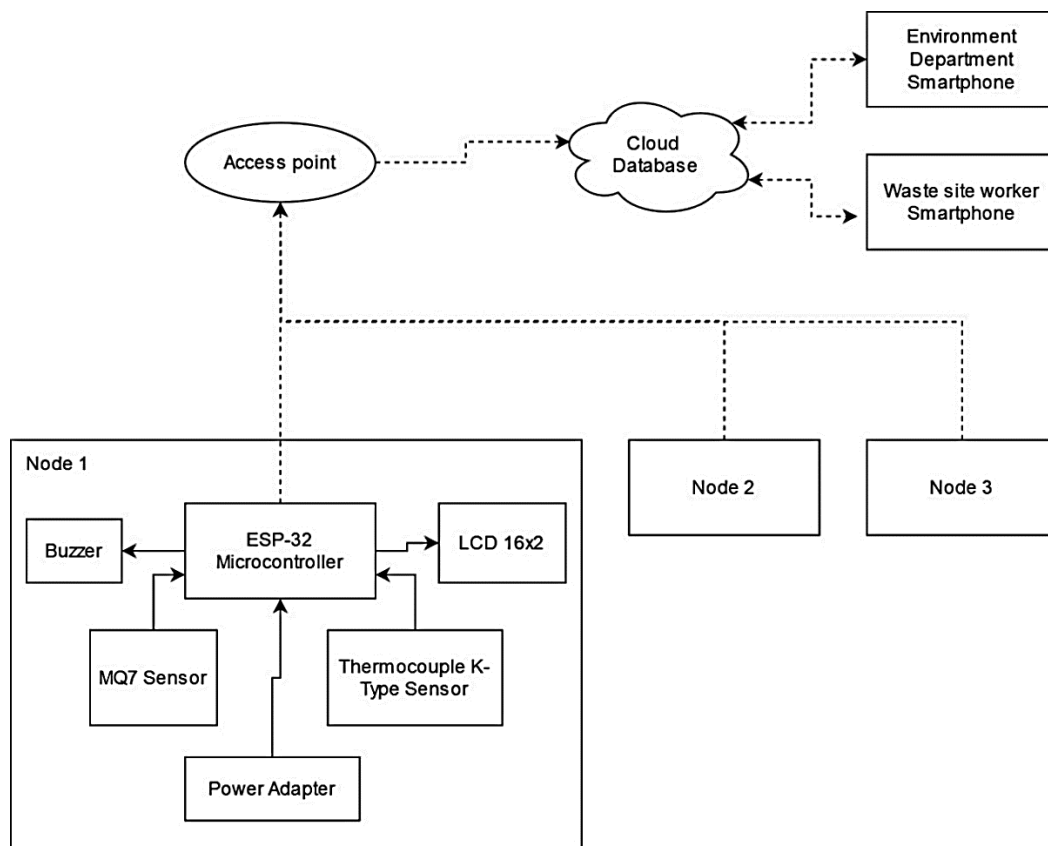 Environment
Department
Smartphone
Access point
Cloud
Database
Waste site worker
Smartphone
Node 1
Node 2
Node 3
Buzzer
ESP-32
Microcontroller
LCD 16x2
MQ7 Sensor
Thermocouple K-
Type Sensor
Power Adapter